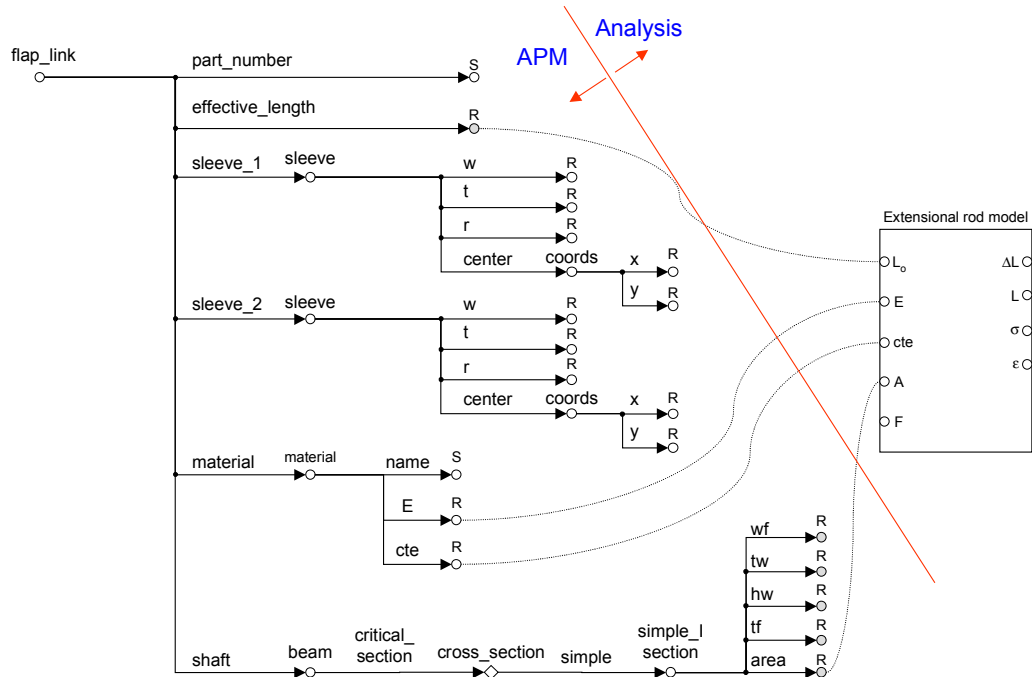 Analysis
APM
flap_link
part_number
S
effective_length
R
sleeve_1
sleeve
w
R
t
R
r
R
center
coords
x
R
y
R
sleeve_2
sleeve
w
R
t
R
r
R
center
coords
x
R
y
R
material
material
name
S
E
R
cte
R
shaft
beam
critical_
section
cross_section
simple
simple_I
section
wf
R
tw
R
hw
R
tf
R
area
R
Extensional rod model
Lo
ΔL
E
L
cte
σ
A
ε
F